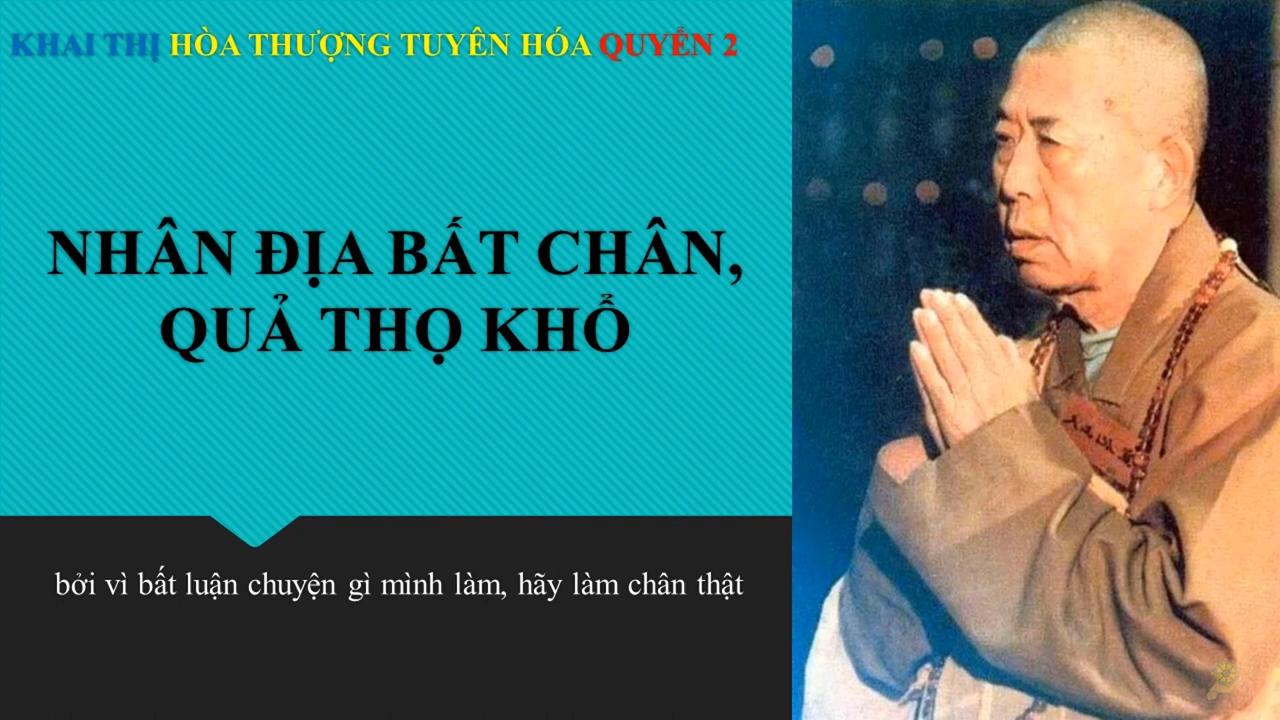 KHAI THỊ HÒA THƯỢNG TUYÊN HÓA QUYỂN 2
NHÂN ĐỊA BẤT CHÂN,
QUẢ THỌ KHỔ
bởi vì bất luận chuyện gì mình làm, hãy làm chân thật